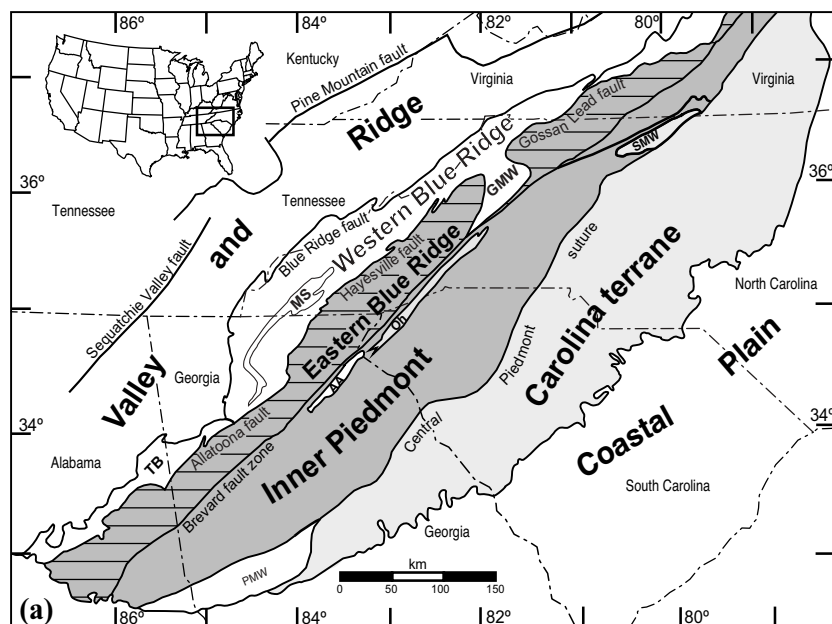 84º
82º
80º
Kentucky
Virginia
Pine Mountain fault
Virginia
Ridge
Gossan Lead fault
SMW
36º
36º
Tennessee
Tennessee
Western Blue Ridge
GMW
Blue Ridge fault
and
Hayesville fault
suture
Sequatchie Valley fault
MS
Eastern Blue Ridge
Carolina terrane
North Carolina
Oh
Valley
Georgia
Piedmont
Plain
AA
Inner Piedmont
34º
34º
Allatoona fault
Central
Coastal
Alabama
TB
Brevard fault zone
South Carolina
Georgia
PMW
km
0 50 100 150
(a)
86º
84º
82º
80º